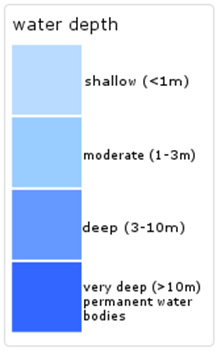 water depth
shallow (<1m)
moderate (1-3m)
deep (3-10m)
very deep (>10m)
permanent water
bodies